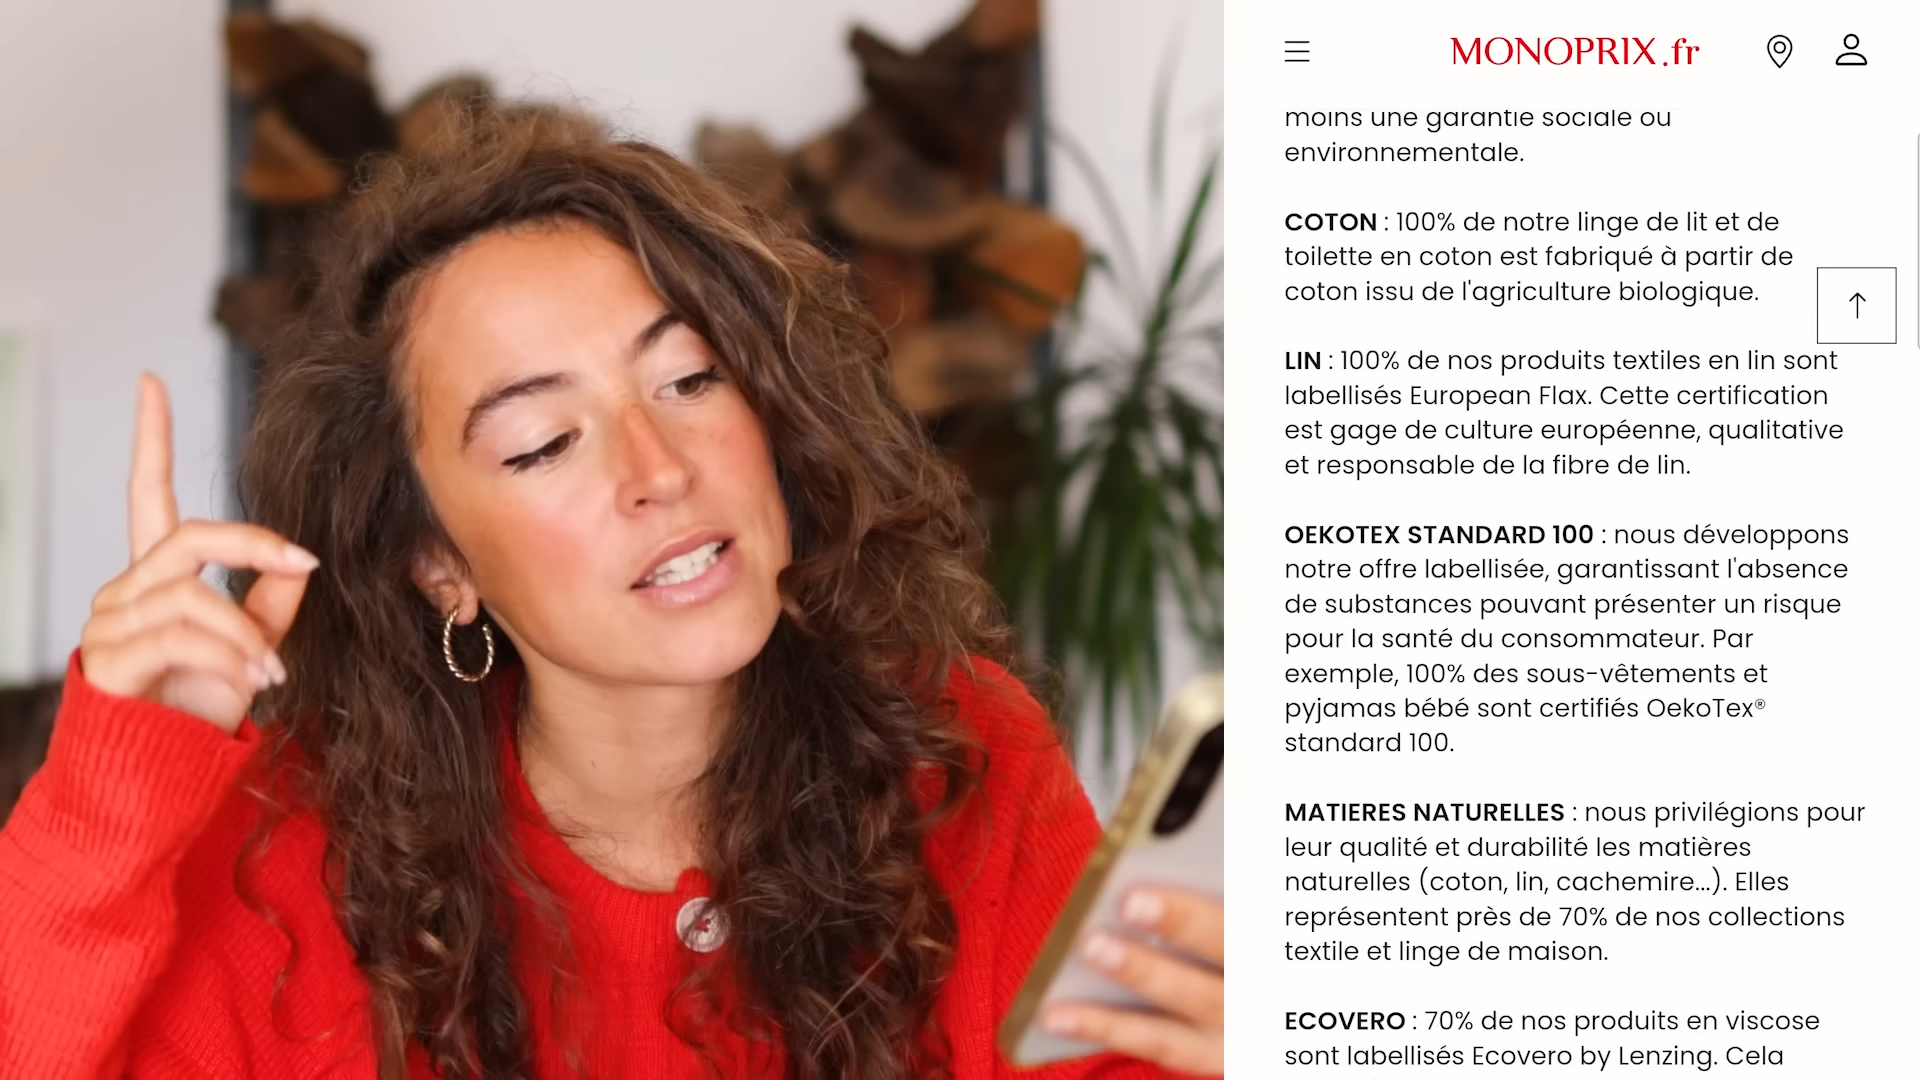 MONOPRIX.fr
moins une garantie sociale ou
environnementale.
COTON : 100% de notre linge de lit et de
toilette en coton est fabriqué à partir de
coton issu de l'agriculture biologique.
LIN : 100% de nos produits textiles en lin sont
labellisés European Flax. Cette certification
est gage de culture européenne, qualitative
et responsable de la fibre de lin.
OEKOTEX STANDARD 100 : nous développons
notre offre labellisée, garantissant l'absence
de substances pouvant présenter un risque
pour la santé du consommateur. Par
exemple, 100% des sous-vêtements et
pyjamas bébé sont certifiés OekoTex®
standard 100.
MATIERES NATURELLES : nous privilégions pour
leur qualité et durabilité les matières
naturelles (coton, lin, cachemire...). Elles
représentent près de 70% de nos collections
textile et linge de maison.
ECOVERO : 70% de nos produits en viscose
sont labellisés Ecovero by Lenzing. Cela